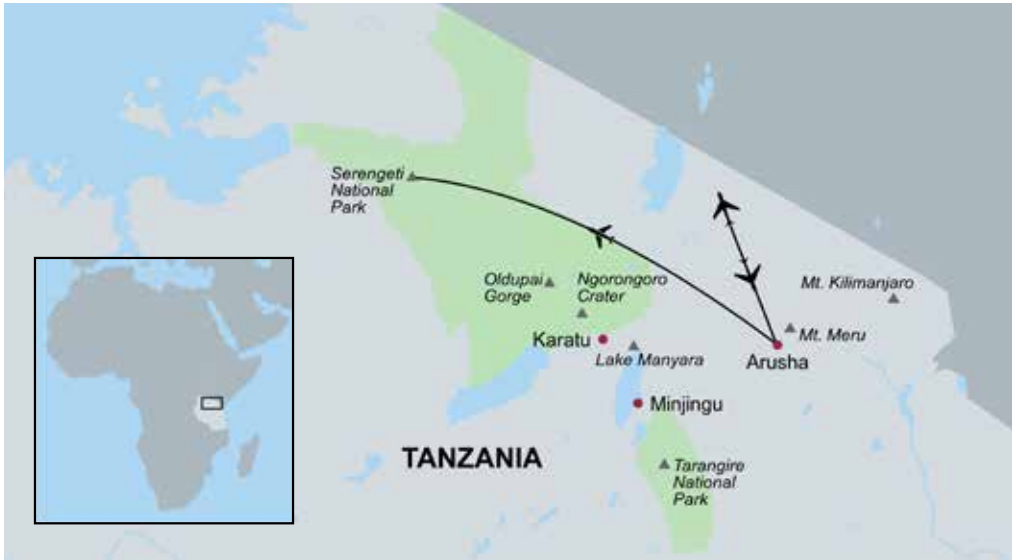 Serengeti
National
Park
Oldupai
Gorge
Ngorongoro
Crater
Mt. Kilimanjaro
Mt. Meru
Karatu
Lake Manyara
Arusha
Minjingu
TANZANIA
Tarangire
National
Park